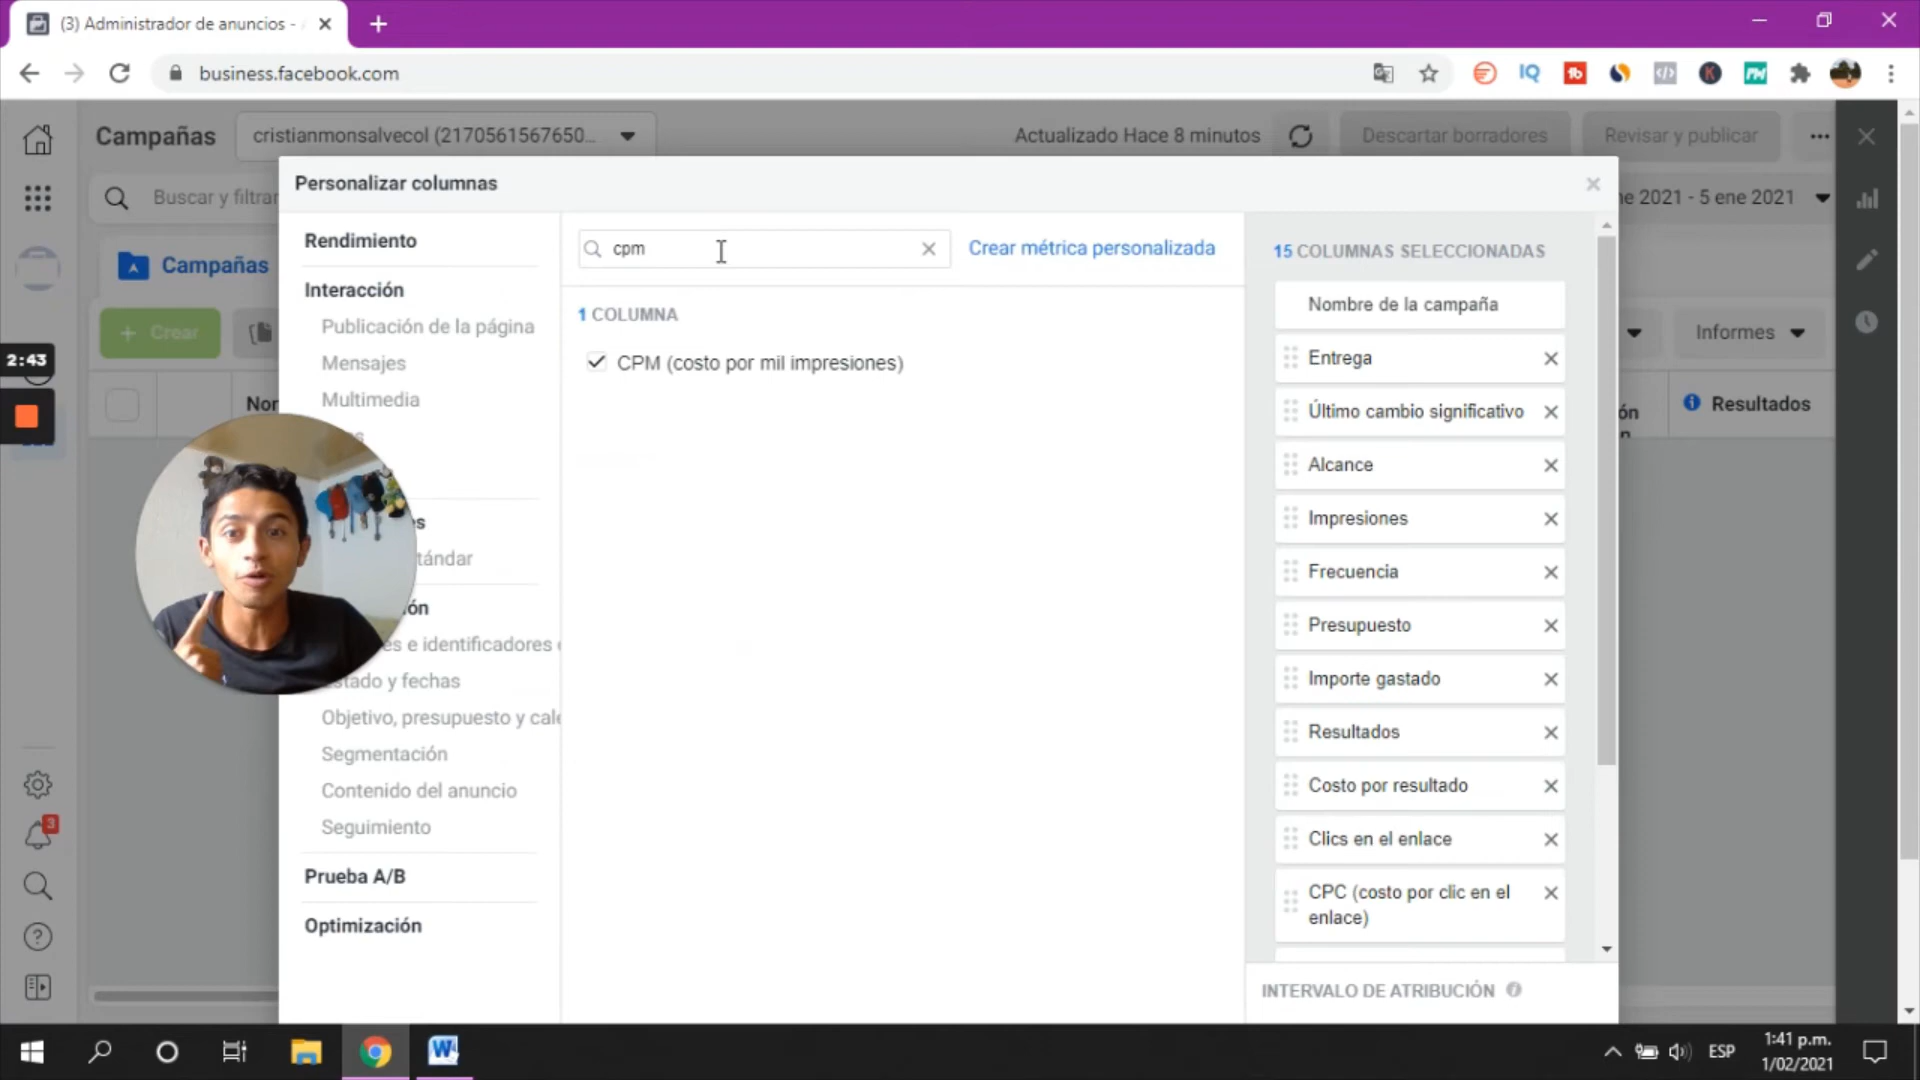 (3) Administrador de anuncios -
business.facebook.com
Campañas
cristianmonsalvecol (2170561567650...
Actualizado Hace 8 minutos
Descartar borradores
Revisar y publicar
Buscar y filtrar
ne 2021 - 5 ene 2021
Campañas
+ Crear
Informes
Nor
ón
Resultados
2:43
Personalizar columnas
Rendimiento
Interacción
Publicación de la página
Mensajes
Multimedia
es
tándar
ón
es e identificadores
Estado y fechas
Objetivo, presupuesto y cale
Segmentación
Contenido del anuncio
Seguimiento
Prueba A/B
Optimización
cpm
Crear métrica personalizada
1 COLUMNA
CPM (costo por mil impresiones)
15 COLUMNAS SELECCIONADAS
Nombre de la campaña
Entrega
Último cambio significativo
Alcance
Impresiones
Frecuencia
Presupuesto
Importe gastado
Resultados
Costo por resultado
Clics en el enlace
CPC (costo por clic en el
enlace)
INTERVALO DE ATRIBUCIÓN
3
ESP
1:41 p.m.
1/02/2021